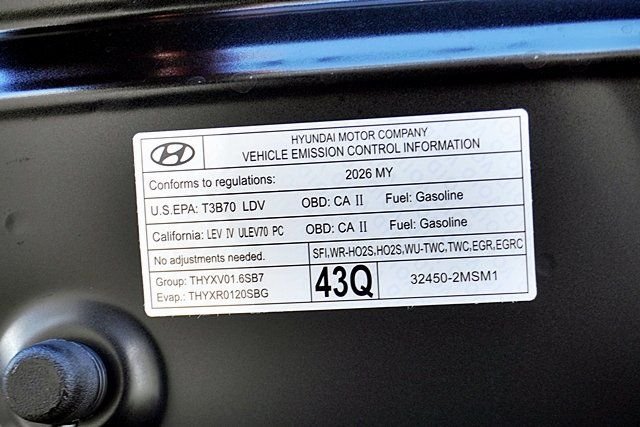 HYUNDAI MOTOR COMPANY
VEHICLE EMISSION CONTROL INFORMATION
Conforms to regulations: 2026 MY
U.S.EPA: T3B70 LDV OBD: CA II Fuel: Gasoline
California: LEV IV ULEV70 PC OBD: CA II Fuel: Gasoline
No adjustments needed. SFI,WR-HO2S,HO2S,WU-TWC,TWC,EGR,EGRC
Group: THYXV01.6SB7
Evap.: THYXR0120SBG
43Q
32450-2MSM1